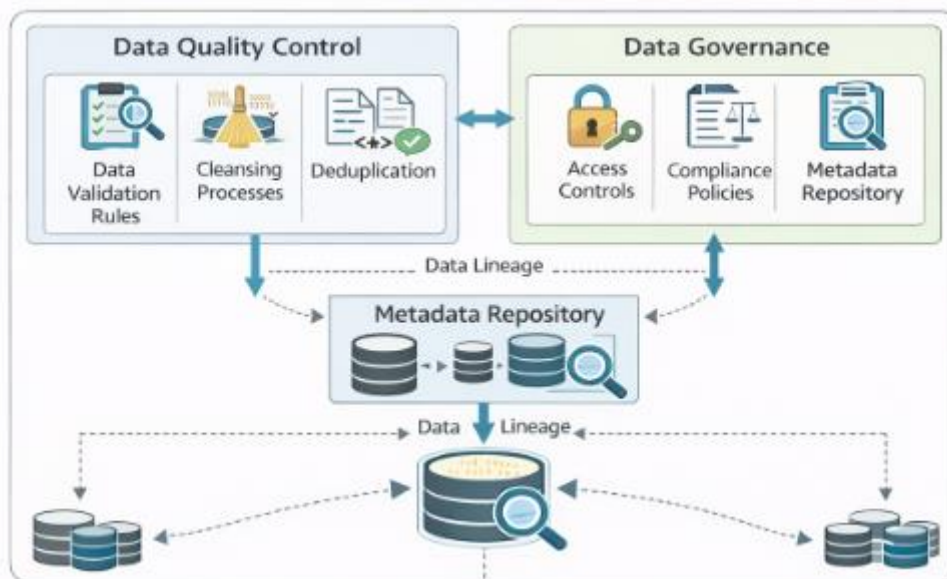 Data Quality Control
Data Governance
Data
Validation
Rules
Cleansing
Processes
Deduplication
Access
Controls
Compliance
Policies
Metadata
Repository
Data Lineage
Metadata Repository
Data Lineage